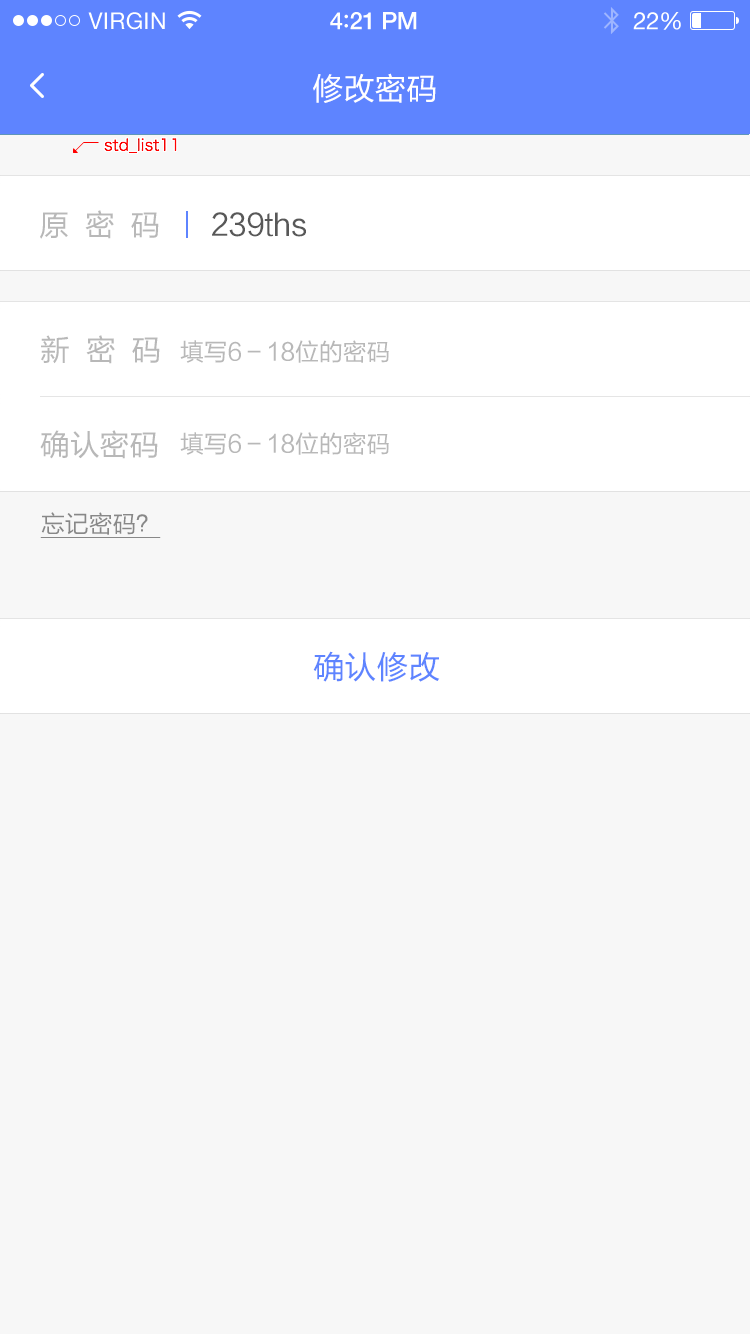 VIRGIN 4:21 PM 22%
修改密码
std_list11
原 密 码 239ths
新 密 码 填写6－18位的密码
确认密码 填写6－18位的密码
忘记密码?
确认修改